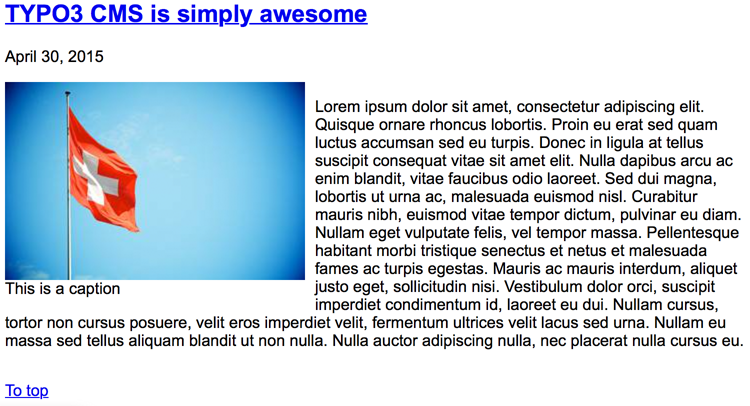 TYPO3 CMS is simply awesome
April 30, 2015
Lorem ipsum dolor sit amet, consectetur adipiscing elit.
Quisque ornare rhoncus lobortis. Proin eu erat sed quam
luctus accumsan sed eu turpis. Donec in ligula at tellus
suscipit consequat vitae sit amet elit. Nulla dapibus arcu ac
enim blandit, vitae faucibus odio laoreet. Sed dui magna,
lobortis ut urna ac, malesuada euismod nisl. Curabitur
mauris nibh, euismod vitae tempor dictum, pulvinar eu diam.
Nullam eget vulputate felis, vel tempor massa. Pellentesque
habitant morbi tristique senectus et netus et malesuada
fames ac turpis egestas. Mauris ac mauris interdum, aliquet
This is a caption
justo eget, sollicitudin nisi. Vestibulum dolor orci, suscipit
imperdiet condimentum id, laoreet eu dui. Nullam cursus,
tortor non cursus posuere, velit eros imperdiet velit, fermentum ultrices velit lacus sed urna. Nullam eu
massa sed tellus aliquam blandit ut non nulla. Nulla auctor adipiscing nulla, nec placerat nulla cursus eu.
To top